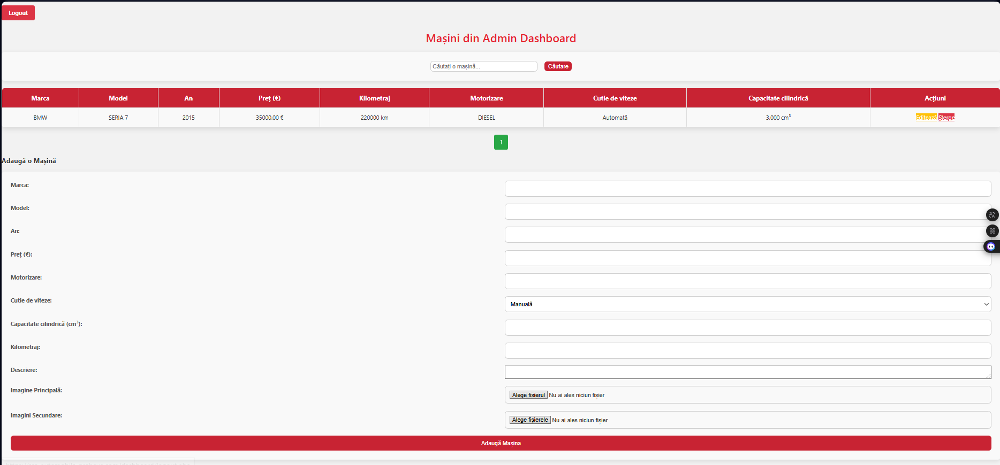 Logout
Mașini din Admin Dashboard
Căutați o mașină... Căutare
Marca Model An Preț (€) Kilometraj Motorizare Cutie de viteze Capacitate cilindrică Acțiuni
BMW SERIA 7 2015 35000.00 € 220000 km DIESEL Automată 3.000 cm³ Editează Șterge
1
Adaugă o Mașină
Marca:
Model:
An:
Preț (€):
Motorizare:
Cutie de viteze: Manuală
Capacitate cilindrică (cm³):
Kilometraj:
Descriere:
Imagine Principală: Alege fișierul Nu ai ales niciun fișier
Imagini Secundare: Alege fișierele Nu ai ales niciun fișier
Adaugă Mașina